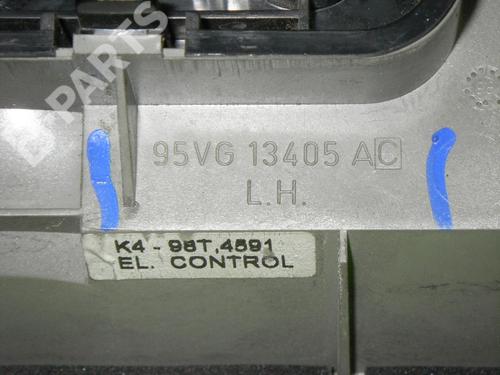 B PARTS
95VG 13405 AC
L.H.
K4 - 98T,4591
EL. CONTROL